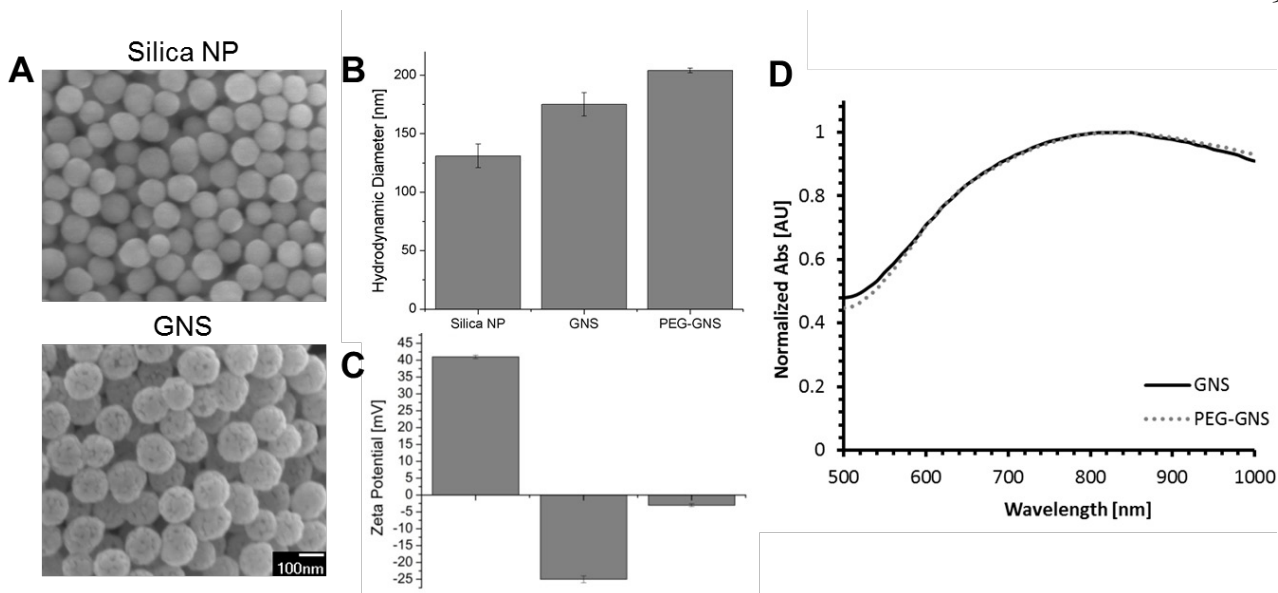 A
Silica NP
GNS
100nm
B
Hydrodynamic Diameter [nm]
200
150
100
50
0
Silica NP GNS PEG-GNS
C
Zeta Potential [mV]
45
40
35
30
25
20
15
10
5
0
-5
-10
-15
-20
-25
D
Normalized Abs [AU]
1
0.8
0.6
0.4
0.2
0
GNS
PEG-GNS
500 600 700 800 900 1000
Wavelength [nm]